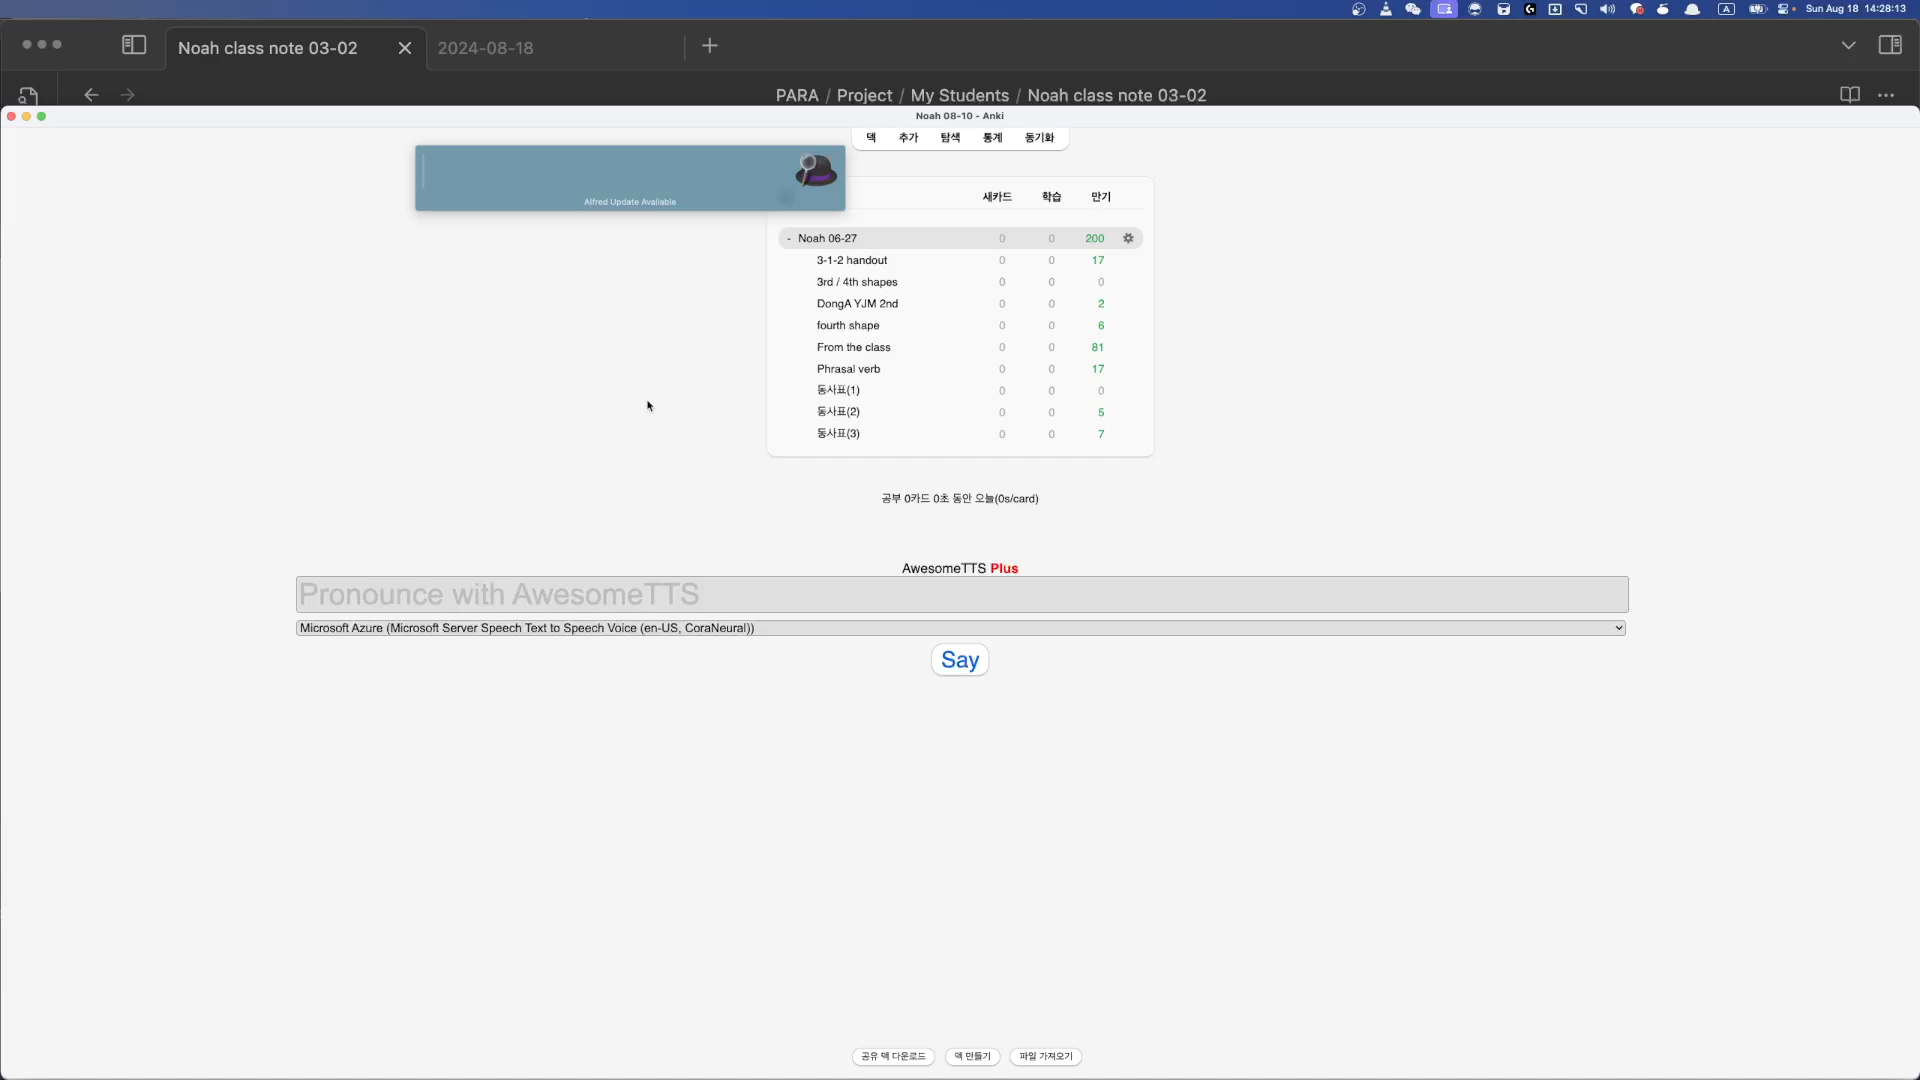 Sun Aug 18 14:28:13
Noah class note 03-02
2024-08-18
PARA / Project / My Students / Noah class note 03-02
Noah 08-10 - Anki
덱 추가 탐색 통계 동기화
Alfred Update Available
새카드 학습 만기
- Noah 06-27 0 0 200
3-1-2 handout 0 0 17
3rd / 4th shapes 0 0 0
DongA YJM 2nd 0 0 2
fourth shape 0 0 6
From the class 0 0 81
Phrasal verb 0 0 17
동사표(1) 0 0 0
동사표(2) 0 0 5
동사표(3) 0 0 7
공부 0카드 0초 동안 오늘(0s/card)
AwesomeTTS Plus
Pronounce with AwesomeTTS
Microsoft Azure (Microsoft Server Speech Text to Speech Voice (en-US, CoraNeural))
Say
공유 덱 다운로드 덱 만들기 파일 가져오기